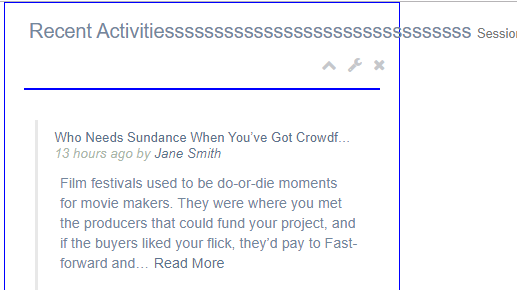 Recent Activitiesssssssssssssssssssssssssssssss Session
Who Needs Sundance When You’ve Got Crowdf…
13 hours ago by Jane Smith
Film festivals used to be do-or-die moments
for movie makers. They were where you met
the producers that could fund your project, and
if the buyers liked your flick, they’d pay to Fast-
forward and… Read More